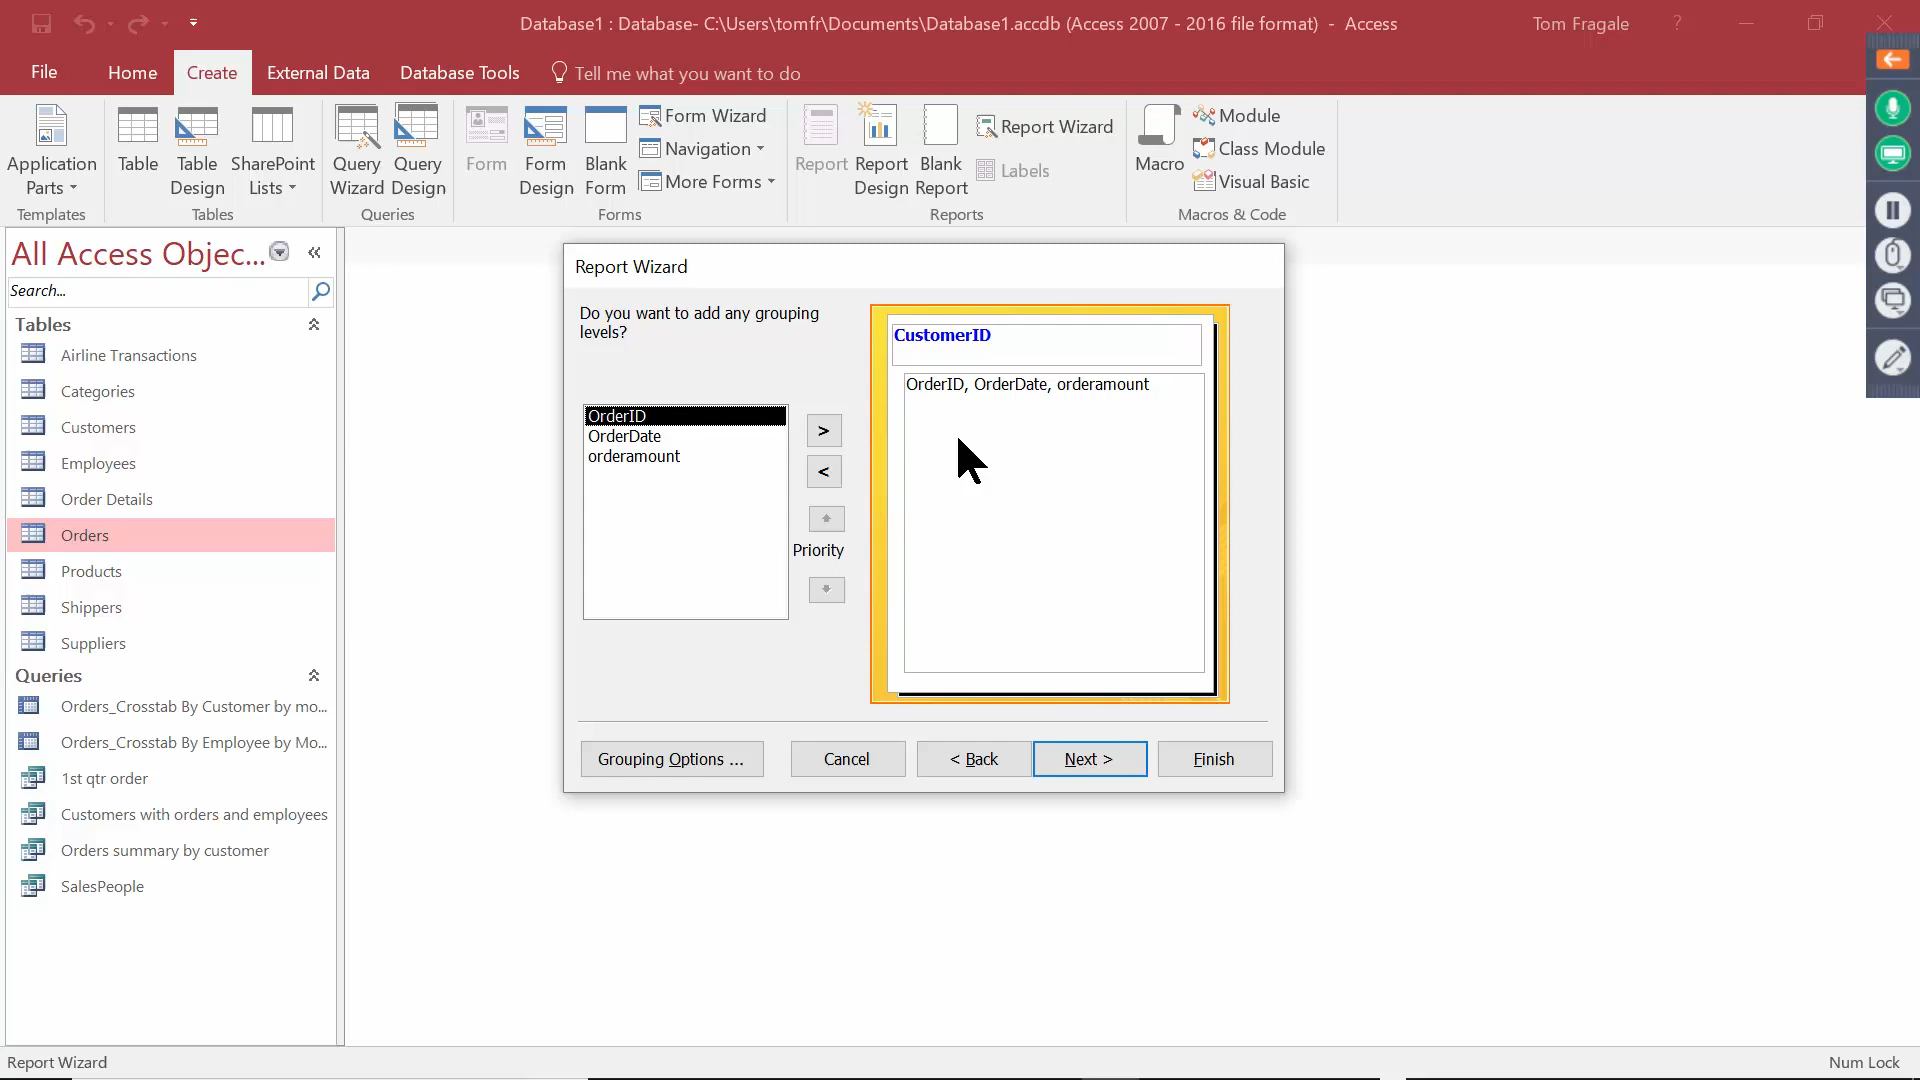 Database1 : Database- C:\Users\tomfr\Documents\Database1.accdb (Access 2007 - 2016 file format) - Access
Tom Fragale
?
File
Home
Create
External Data
Database Tools
Tell me what you want to do
Application Parts
Templates
Table
Table Design
SharePoint Lists
Tables
Query Wizard
Query Design
Queries
Form
Form Design
Blank Form
Form Wizard
Navigation
More Forms
Forms
Report
Report Design
Blank Report
Report Wizard
Labels
Reports
Macro
Module
Class Module
Visual Basic
Macros & Code
All Access Objec...
Search...
Tables
Airline Transactions
Categories
Customers
Employees
Order Details
Orders
Products
Shippers
Suppliers
Queries
Orders_Crosstab By Customer by mo...
Orders_Crosstab By Employee by Mo...
1st qtr order
Customers with orders and employees
Orders summary by customer
SalesPeople
Report Wizard
Do you want to add any grouping
levels?
OrderID
OrderDate
orderamount
>
<
Priority
CustomerID
OrderID, OrderDate, orderamount
Grouping Options ...
Cancel
< Back
Next >
Finish
Report Wizard
Num Lock